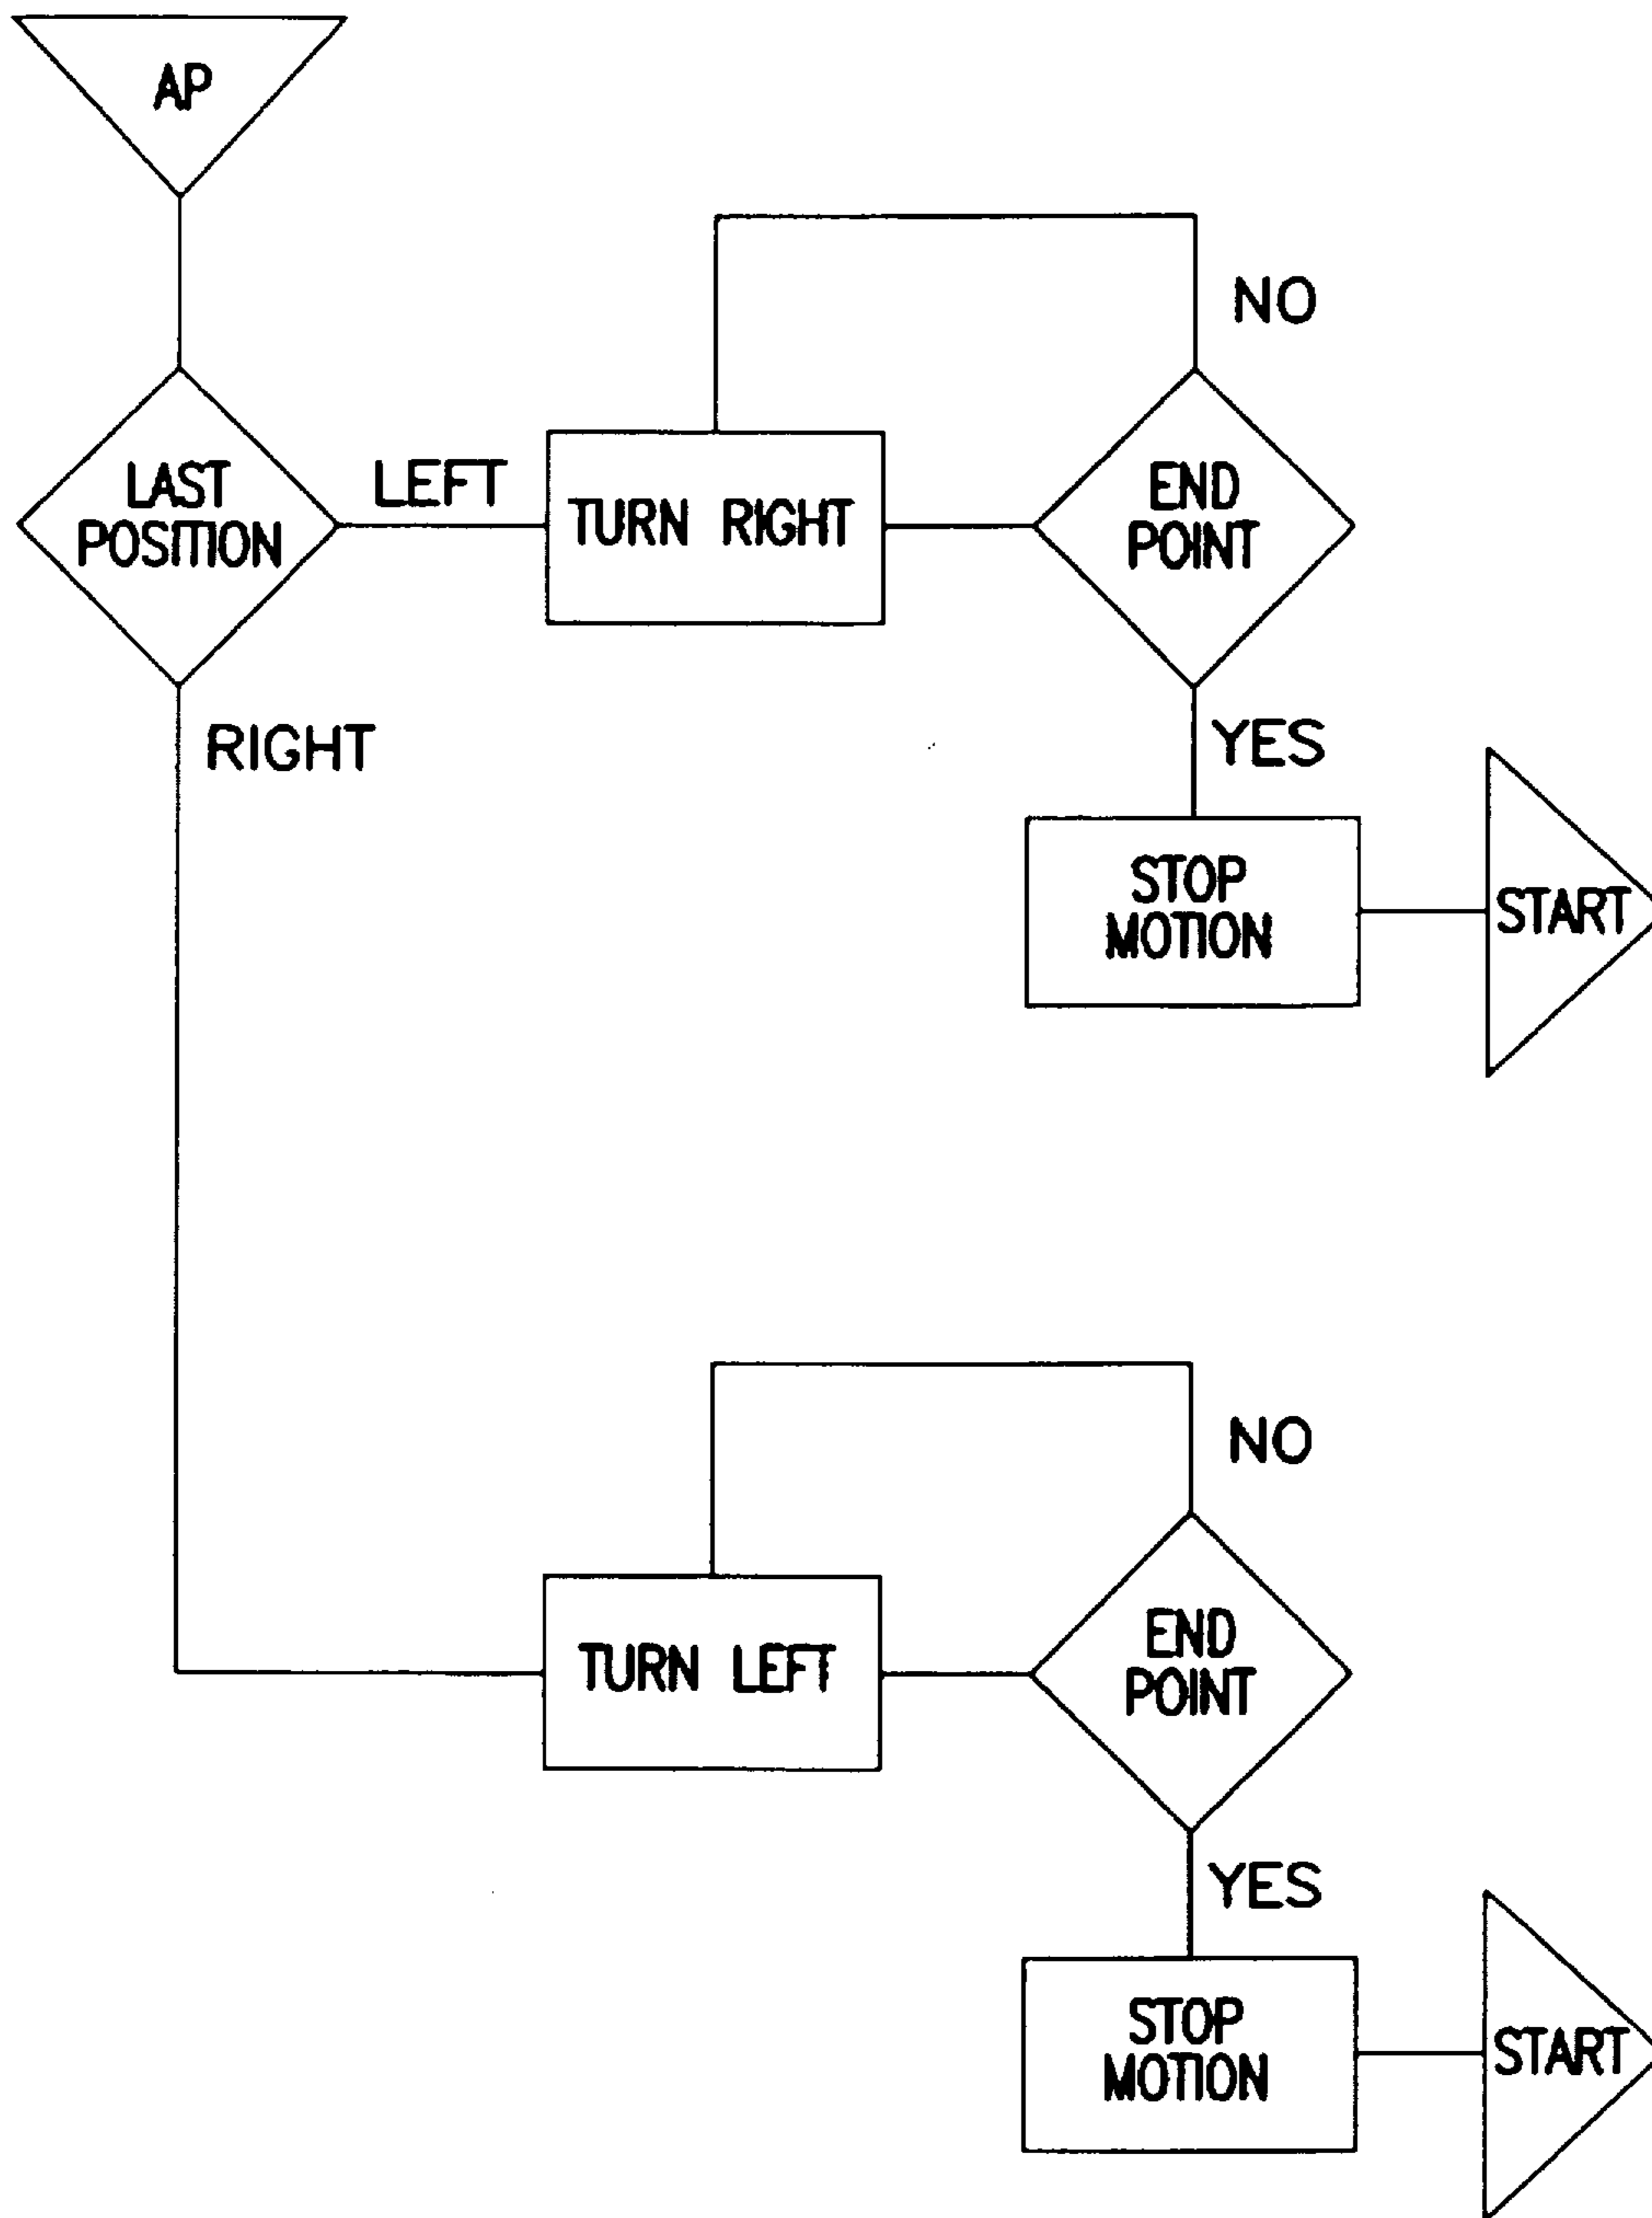 AP
NO
LAST
POSITION
LEFT
TURN RIGHT
END
POINT
RIGHT
YES
STOP
MOTION
START
NO
TURN LEFT
END
POINT
YES
STOP
MOTION
START